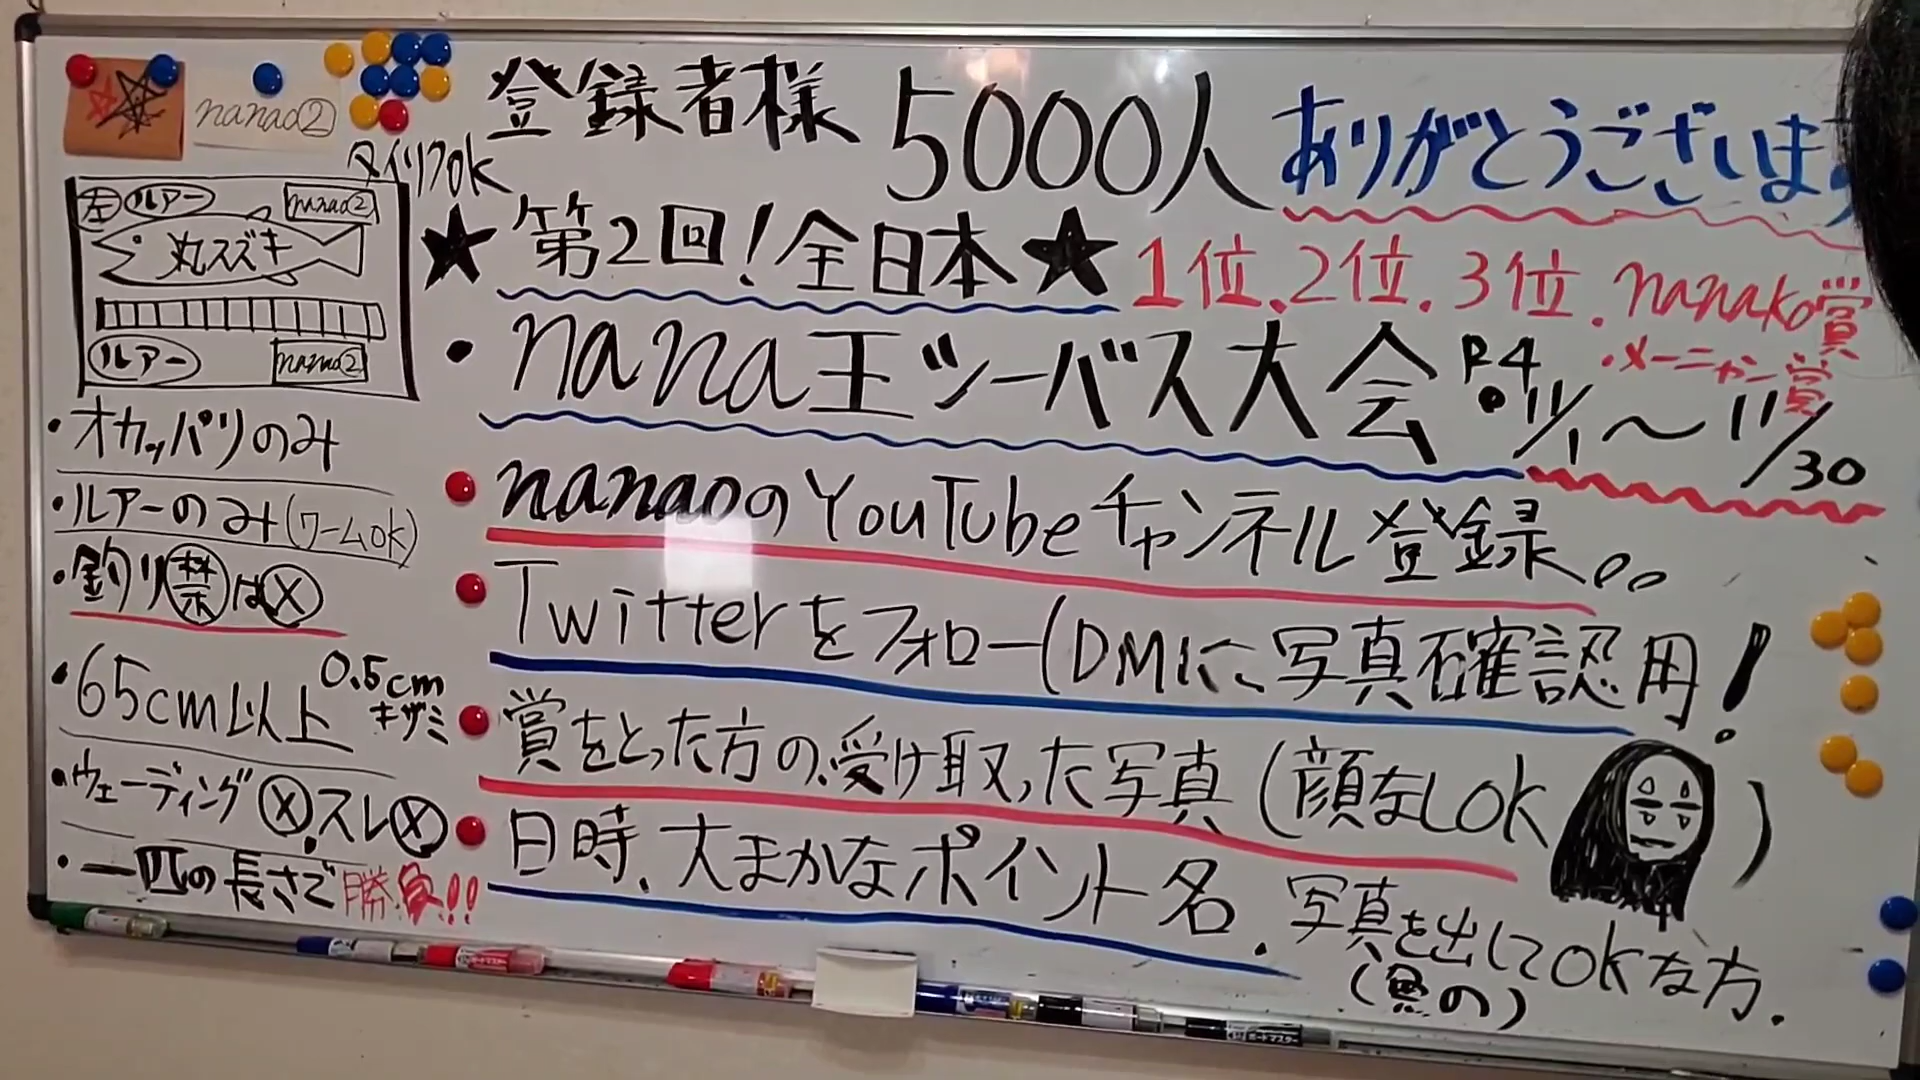 登録者様 5000人 ありがとうございます
nanao②
タイリクOK
左 ルアー nanao②
丸スズキ
ルアー nanao②
★第2回!全日本★ 1位.2位.3位.nanako賞
・メーニャン賞
・nana王シーバス大会 R4.11/1〜11/30
・オカッパリのみ
・ルアーのみ(ワームOK)
・釣り禁は×
・65cm以上 0.5cmキザミ
・ウェーディング×.スレ×
・一匹の長さで勝負!!
nanaoのYouTubeチャンネル登録。。
Twitterをフォロー(DMに、写真確認用!
賞をとった方の、受け取った写真(顔なしOK )
日時、大まかなポイント名.写真を出してOKな方.
(魚の)